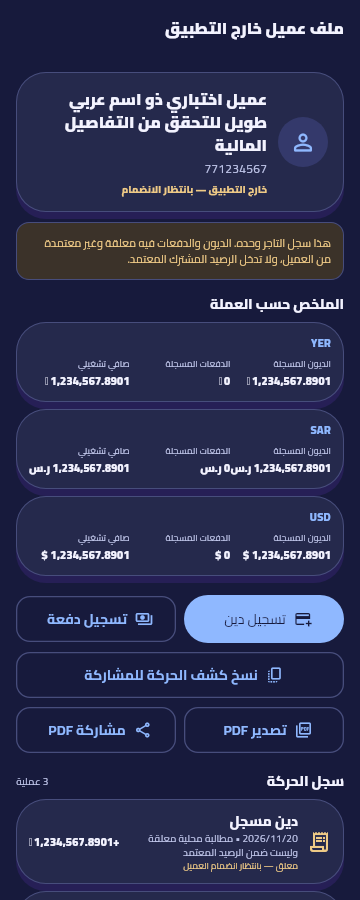 ملف عميل خارج التطبيق
عميل اختباري ذو اسم عربي
طويل للتحقق من التفاصيل
المالية
771234567
خارج التطبيق — بانتظار الانضمام
هذا سجل التاجر وحده. الديون والدفعات فيه معلقة وغير معتمدة
من العميل، ولا تدخل الرصيد المشترك المعتمد.
الملخص حسب العملة
YER
الديون المسجلة الدفعات المسجلة صافي تشغيلي
1,234,567.8901 0 1,234,567.8901
SAR
الديون المسجلة الدفعات المسجلة صافي تشغيلي
1,234,567.8901 ر.س 0 ر.س 1,234,567.8901 ر.س
USD
الديون المسجلة الدفعات المسجلة صافي تشغيلي
1,234,567.8901 $ 0 $ 1,234,567.8901 $
تسجيل دين تسجيل دفعة
نسخ كشف الحركة للمشاركة
تصدير PDF مشاركة PDF
سجل الحركة 3 عملية
دين مسجل
2026/11/20 • مطالبة محلية معلقة
وليست ضمن الرصيد المعتمد
+1,234,567.8901
معلق — بانتظار انضمام العميل